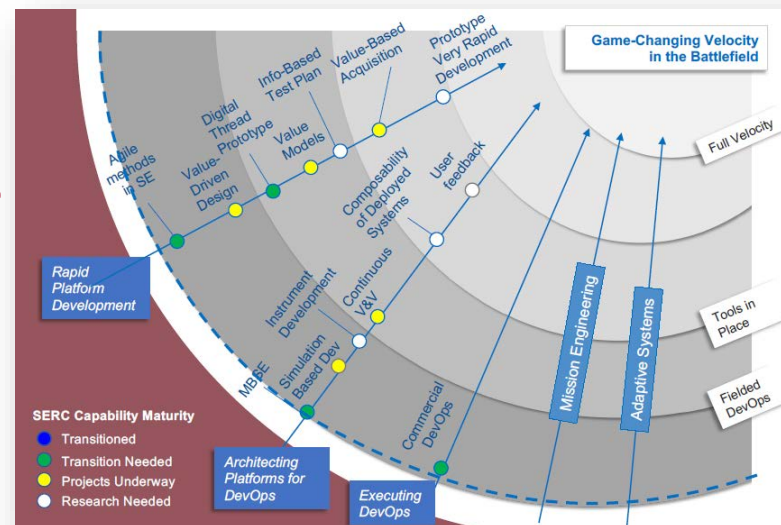 Game-Changing Velocity
in the Battlefield
Full Velocity
Tools in
Place
Fielded
DevOps
Agile
methods
in SE
Value-
Driven
Design
Digital
Thread
Prototype
Value
Models
Info-Based
Test Plan
Value-Based
Acquisition
Prototype
Very Rapid
Development
Rapid
Platform
Development
MBSE
Simulation
Based Dev
Instrument
Development
Continuous
V&V
Composability
of Deployed
Systems
User
feedback
Architecting
Platforms for
DevOps
Commercial
DevOps
Executing
DevOps
Mission Engineering
Adaptive Systems
SERC Capability Maturity
Transitioned
Transition Needed
Projects Underway
Research Needed